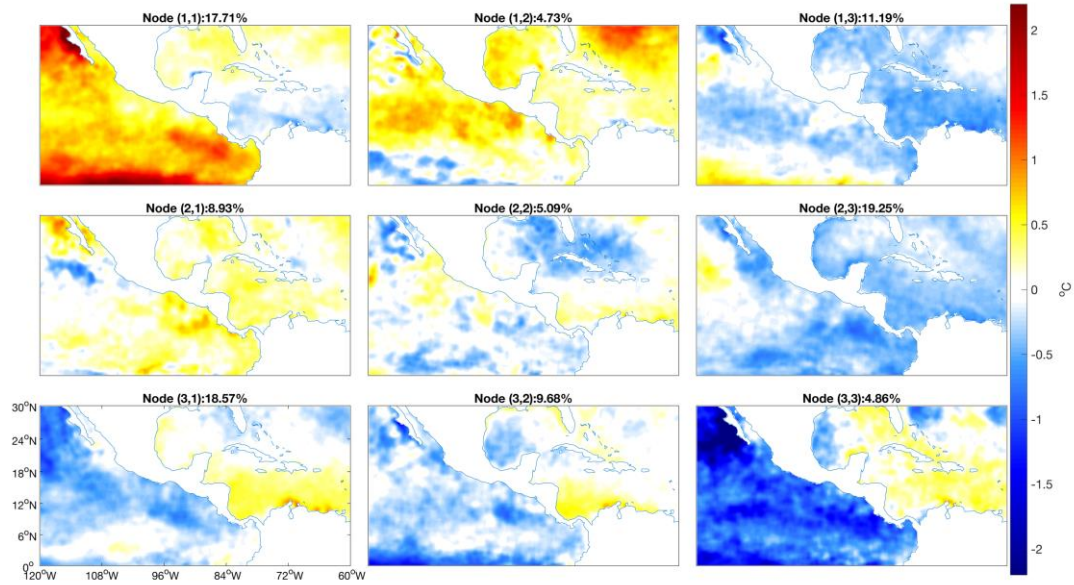 Node (1,1):17.71%
Node (1,2):4.73%
Node (1,3):11.19%
2
1.5
1
0.5
0
-0.5
-1
-1.5
-2
°C
Node (2,1):8.93%
Node (2,2):5.09%
Node (2,3):19.25%
Node (3,1):18.57%
Node (3,2):9.68%
Node (3,3):4.86%
30°N
24°N
18°N
12°N
6°N
0°
120°W 108°W 96°W 84°W 72°W 60°W